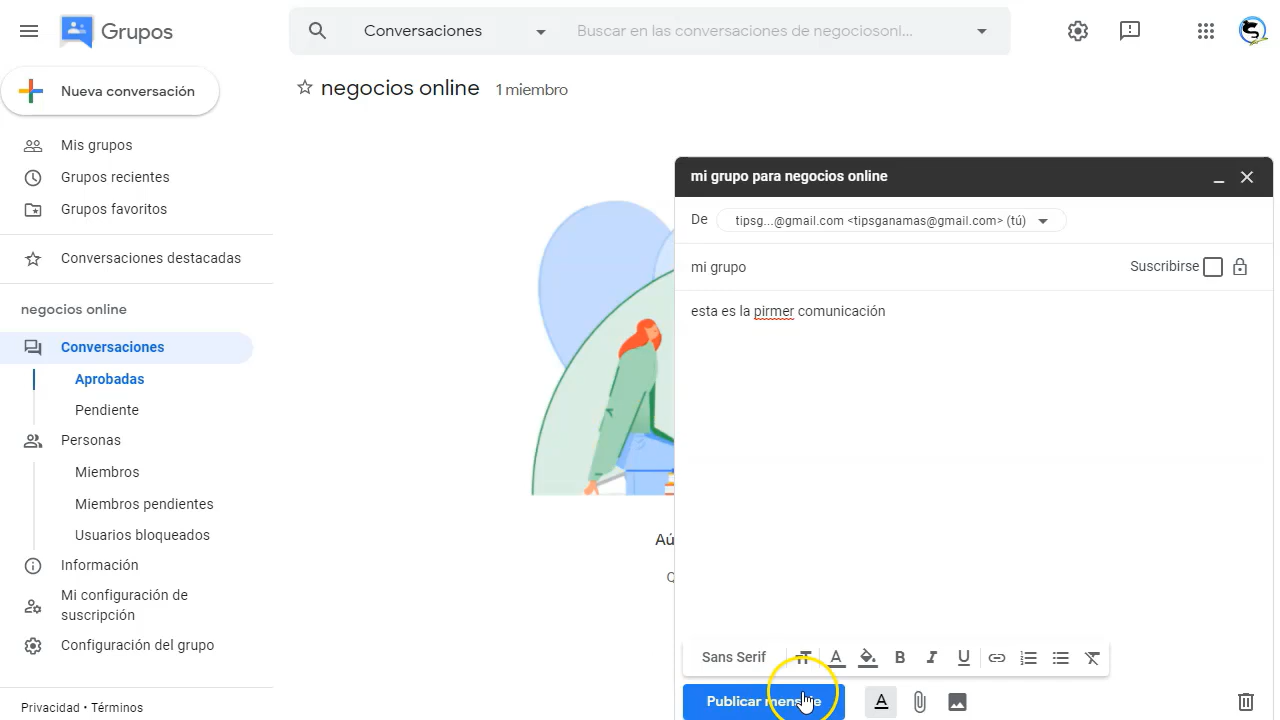 Grupos
Conversaciones
Buscar en las conversaciones de negociosonl...
Nueva conversación
negocios online 1 miembro
Mis grupos
Grupos recientes
Grupos favoritos
Conversaciones destacadas
negocios online
Conversaciones
Aprobadas
Pendiente
Personas
Miembros
Miembros pendientes
Usuarios bloqueados
Información
Mi configuración de
suscripción
Configuración del grupo
Privacidad • Términos
mi grupo para negocios online
De tipsg...@gmail.com <tipsganamas@gmail.com> (tú)
mi grupo Suscribirse
esta es la pirmer comunicación
Sans Serif
Publicar mensaje